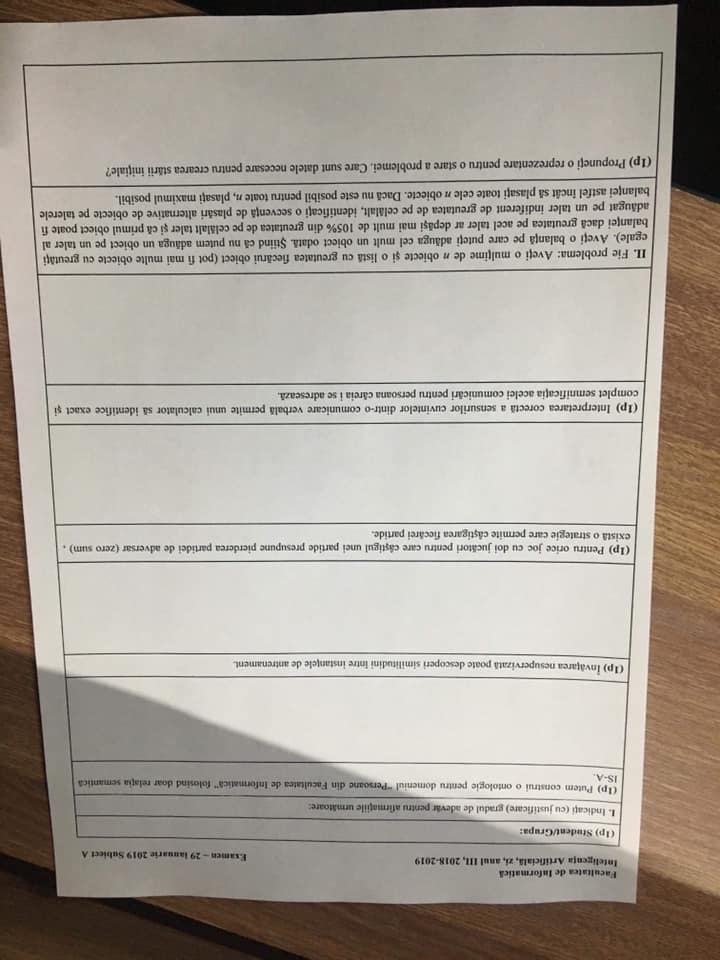 Facultatea de Informatică
Inteligența Artificială, zi, anul III, 2018-2019 Examen – 29 ianuarie 2019 Subiect A
(1p) Student/Grupa:
I. Indicați (cu justificare) gradul de adevăr pentru afirmațiile următoare:
(1p) Putem construi o ontologie pentru domeniul "Persoane din Facultatea de Informatică" folosind doar relația semantică
IS-A.
(1p) Învățarea nesupervizată poate descoperi similitudini între instanțele de antrenament.
(1p) Pentru orice joc cu doi jucători pentru care câștigul unei partide presupune pierderea partidei de adversar (zero sum) ,
există o strategie care permite câștigarea fiecărei partide.
(1p) Interpretarea corectă a sensurilor cuvintelor dintr-o comunicare verbală permite unui calculator să identifice exact și
complet semnificația acelei comunicări pentru persoana căreia i se adresează.
II. Fie problema: Aveți o mulțime de n obiecte și o listă cu greutatea fiecărui obiect (pot fi mai multe obiecte cu greutăți
egale). Aveți o balanță pe care puteți adăuga cel mult un obiect odată. Știind că nu putem adăuga un obiect pe un taler al
balanței dacă greutatea pe acel taler ar depăși mai mult de 105% din greutatea de pe celălalt taler și că primul obiect poate fi
adăugat pe un taler indiferent de greutatea de pe celălalt, identificați o secvență de plasări alternative de obiecte pe talerele
balanței astfel încât să plasați toate cele n obiecte. Dacă nu este posibil pentru toate n, plasați maximul posibil.
(1p) Propuneți o reprezentare pentru o stare a problemei. Care sunt datele necesare pentru crearea stării inițiale?